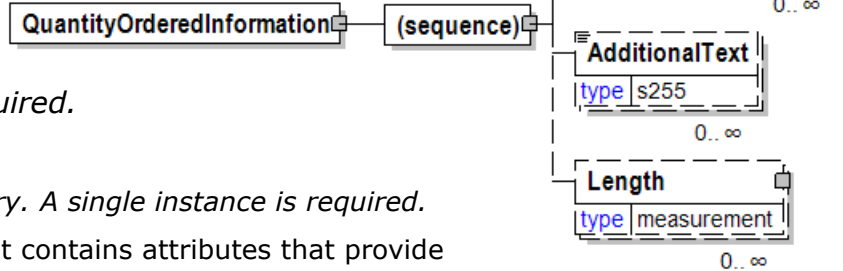 0.. ∞
QuantityOrderedInformation
(sequence)
AdditionalText
type s255
uired.
0.. ∞
ry. A single instance is required.
Length
type measurement
t contains attributes that provide
0.. ∞